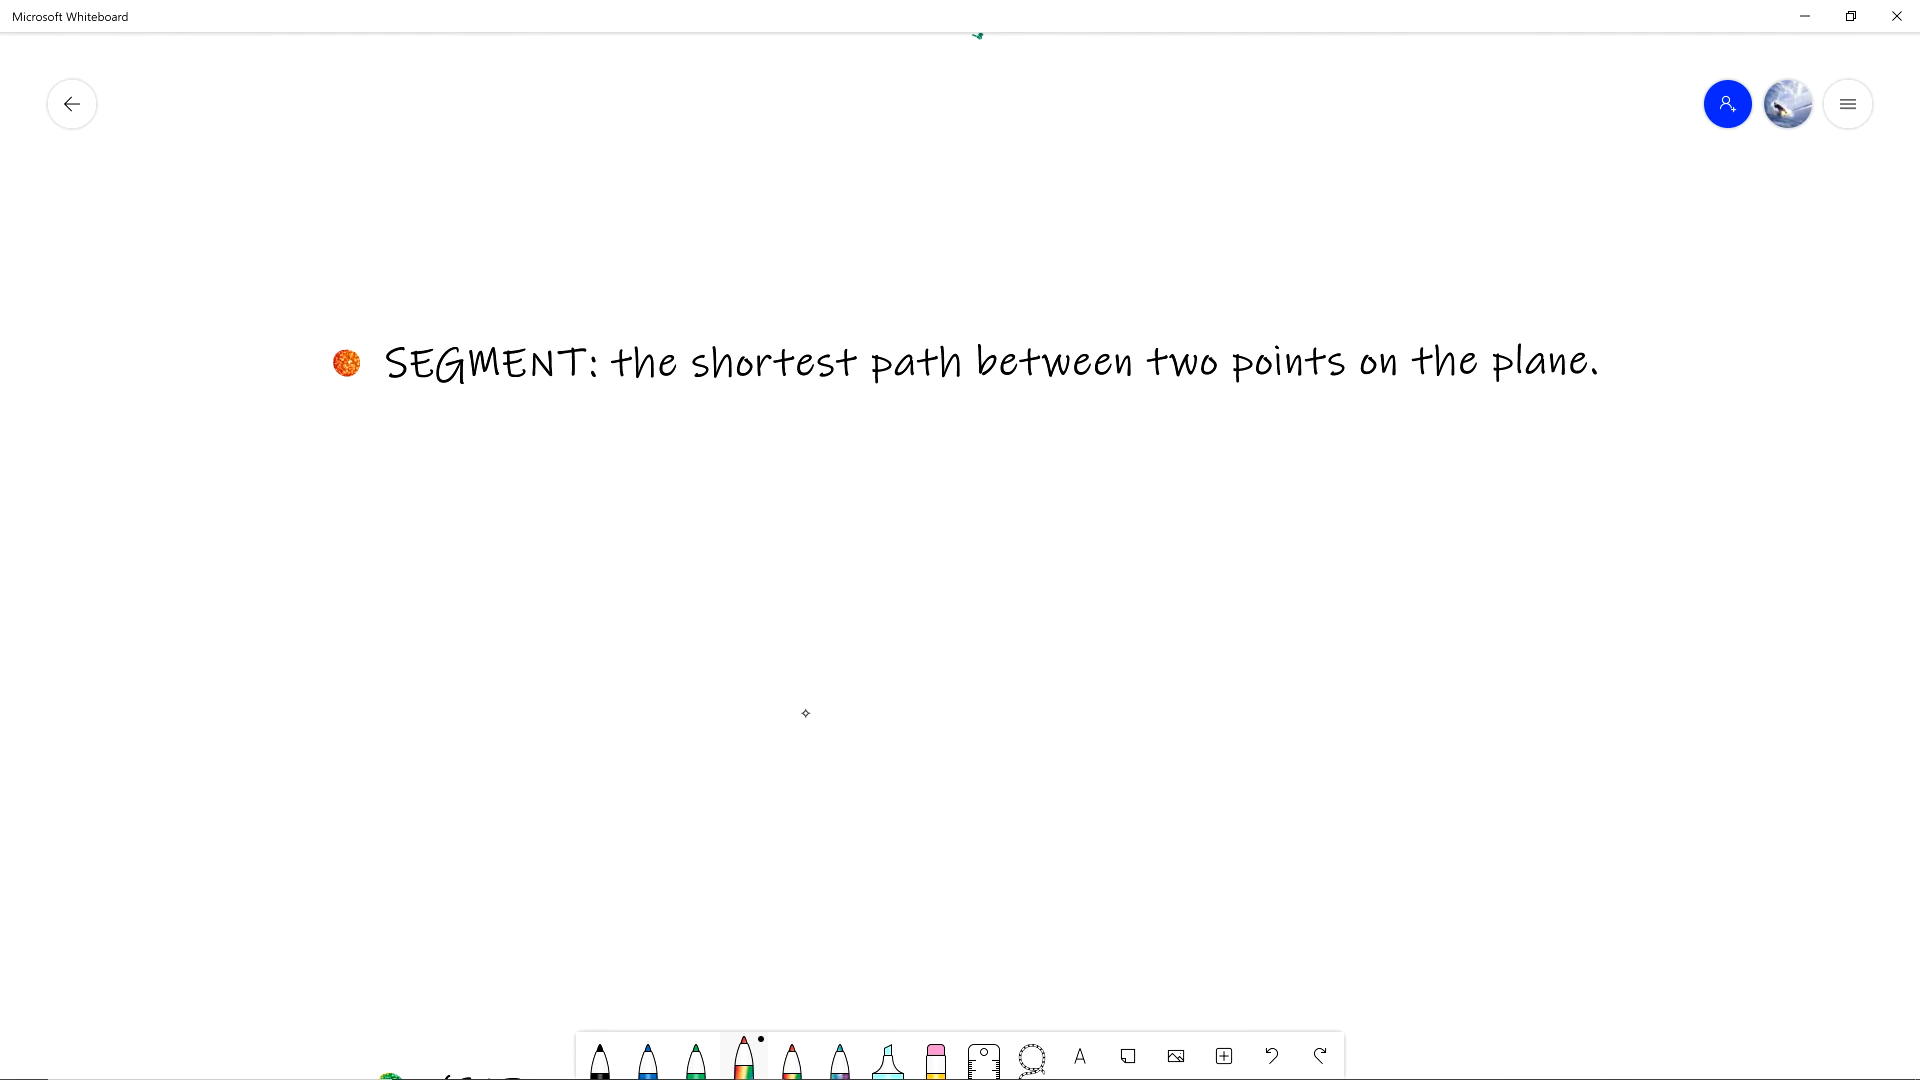 Microsoft Whiteboard
SEGMENT: the shortest path between two points on the plane.